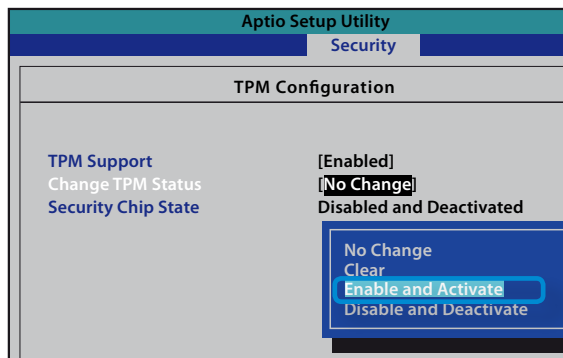 Aptio Setup Utility
Security
TPM Configuration
TPM Support [Enabled]
Change TPM Status [No Change]
Security Chip State Disabled and Deactivated
No Change
Clear
Enable and Activate
Disable and Deactivate